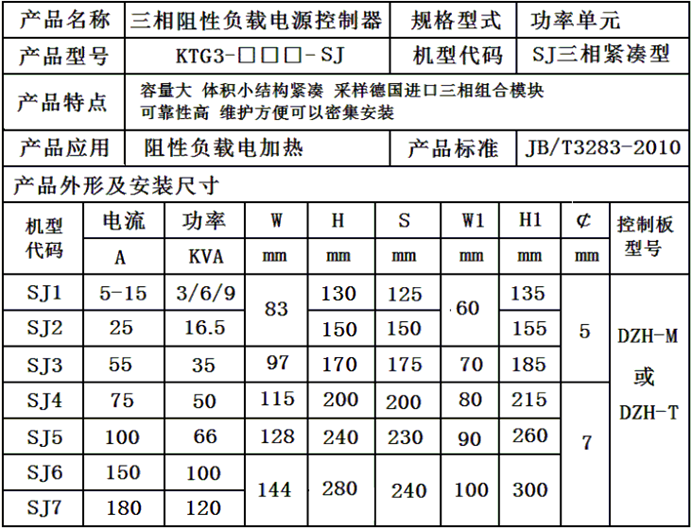 产品名称 三相阻性负载电源控制器 规格型式 功率单元
产品型号 KTG3-□□□-SJ 机型代码 SJ三相紧凑型
产品特点 容量大 体积小结构紧凑 采样德国进口三相组合模块
可靠性高 维护方便可以密集安装
产品应用 阻性负载电加热 产品标准 JB/T3283-2010
产品外形及安装尺寸
机型代码 电流 功率 W H S W1 H1 ¢ 控制板型号
A KVA mm mm mm mm mm mm
SJ1 5-15 3/6/9 83 130 125 60 135 5 DZH-M或DZH-T
SJ2 25 16.5 150 150 155
SJ3 55 35 97 170 175 70 185
SJ4 75 50 115 200 200 80 215 7
SJ5 100 66 128 240 230 90 260
SJ6 150 100 144 280 240 100 300
SJ7 180 120